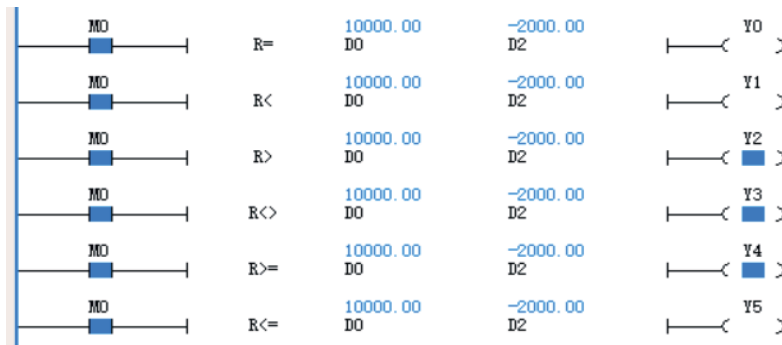 M0 10000.00 -2000.00 Y0
R= D0 D2
M0 10000.00 -2000.00 Y1
R< D0 D2
M0 10000.00 -2000.00 Y2
R> D0 D2
M0 10000.00 -2000.00 Y3
R<> D0 D2
M0 10000.00 -2000.00 Y4
R>= D0 D2
M0 10000.00 -2000.00 Y5
R<= D0 D2